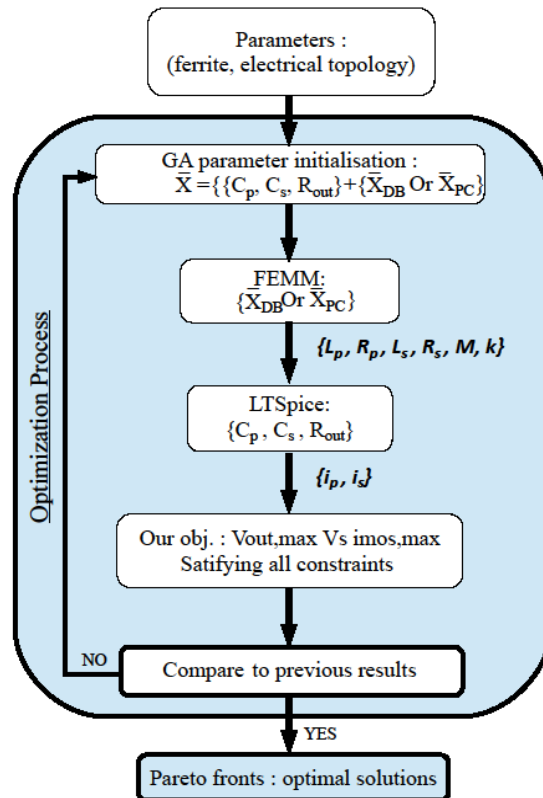 Parameters :
(ferrite, electrical topology)
GA parameter initialisation :
X̄ ={{Cp, Cs, Rout}+{X̄DB Or X̄PC}
FEMM:
{X̄DBOr X̄PC}
{Lp, Rp, Ls, Rs, M, k}
LTSpice:
{Cp , Cs , Rout}
{ip, is}
Our obj. : Vout,max Vs imos,max
Satifying all constraints
Optimization Process
NO
Compare to previous results
YES
Pareto fronts : optimal solutions